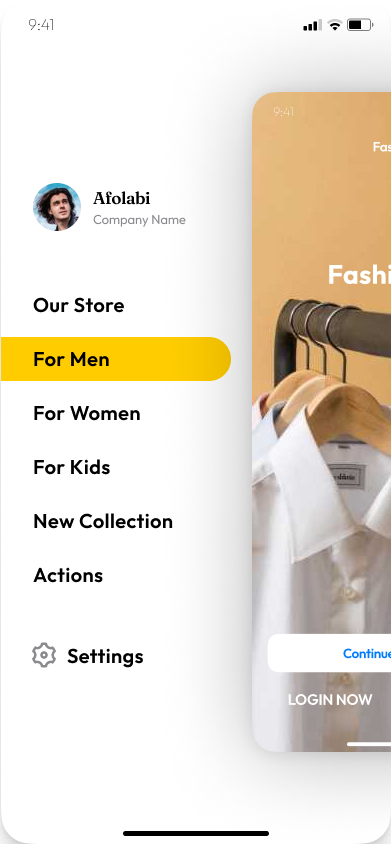 9:41
9:41
Fas
Afolabi
Company Name
Fashi
Our Store
For Men
For Women
For Kids
New Collection
Continue
Actions
Settings
LOGIN NOW